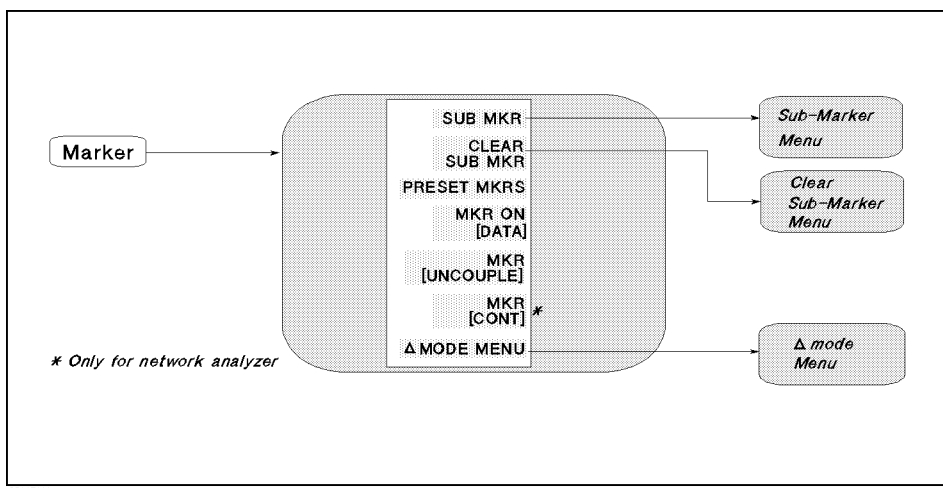 Marker
SUB MKR
CLEAR
SUB MKR
PRESET MKRS
MKR ON
[DATA]
MKR
[UNCOUPLE]
MKR
[CONT] *
Δ MODE MENU
Sub-Marker
Menu
Clear
Sub-Marker
Menu
Δ mode
Menu
* Only for network analyzer